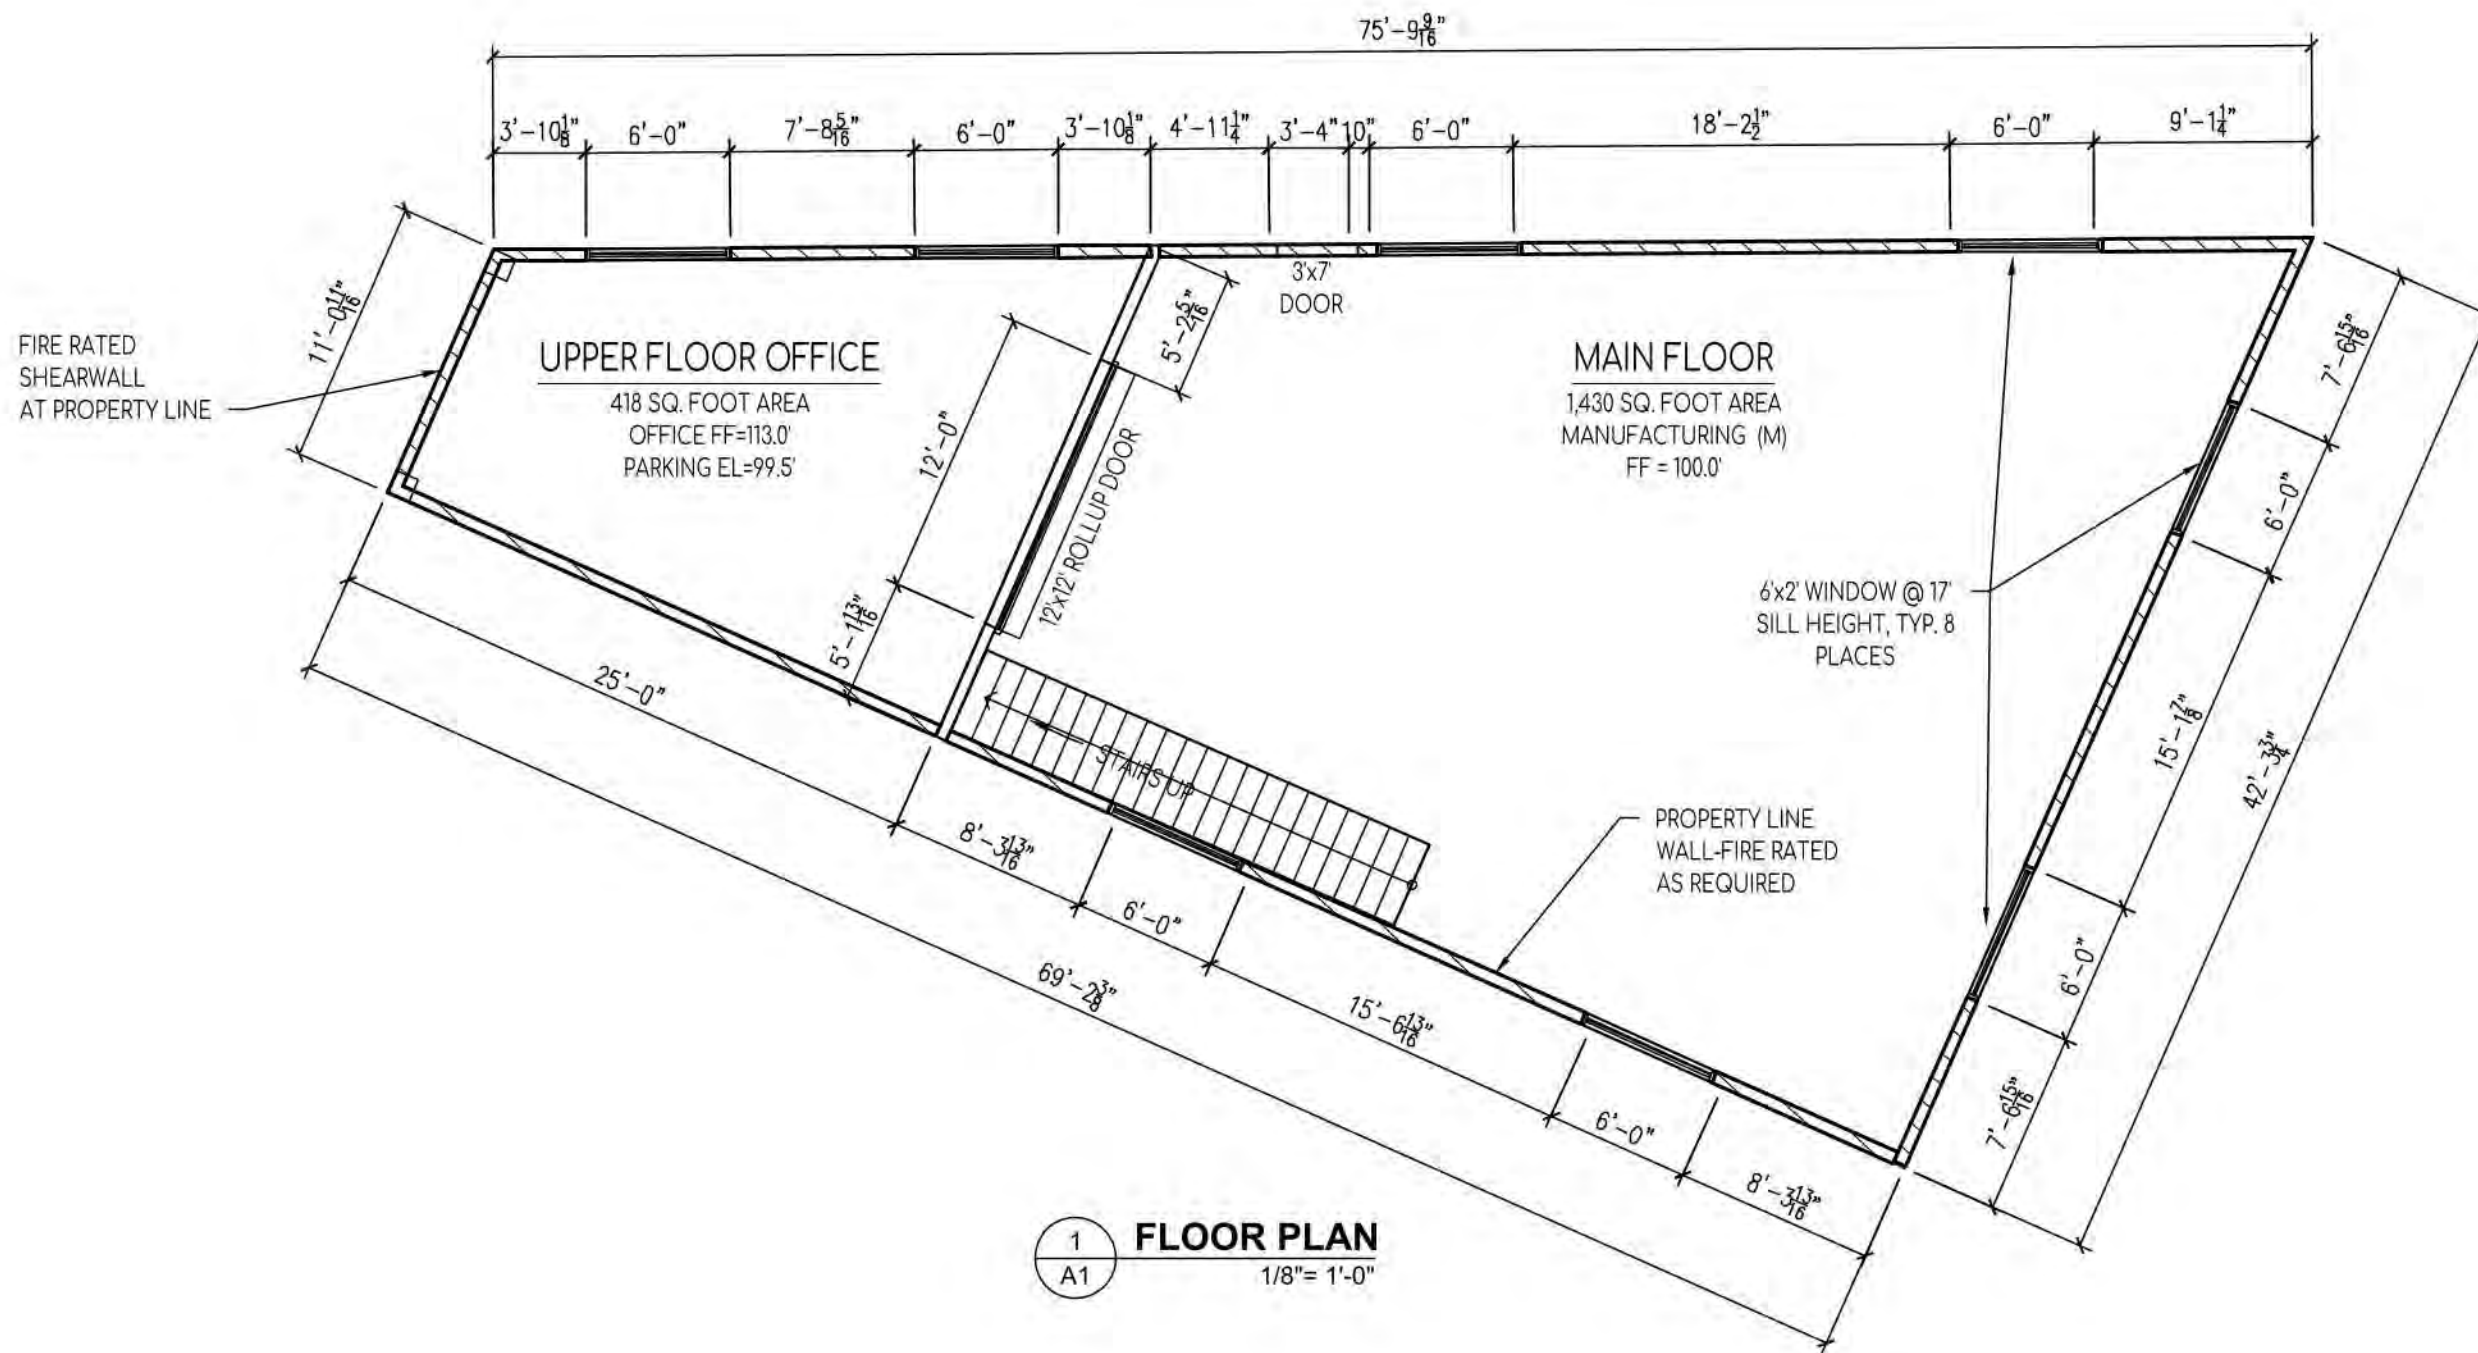 75'-9 9/16"
3'-10 1/8"
6'-0"
7'-8 5/16"
6'-0"
3'-10 1/8"
4'-11 1/4"
3'-4"
10"
6'-0"
18'-2 1/2"
6'-0"
9'-1 1/4"
11'-0 11/16"
FIRE RATED
SHEARWALL
AT PROPERTY LINE
UPPER FLOOR OFFICE
418 SQ. FOOT AREA
OFFICE FF=113.0'
PARKING EL=99.5'
12'-0"
5'-1 13/16"
5'-2 5/16"
12'x12' ROLLUP DOOR
3'x7'
DOOR
MAIN FLOOR
1,430 SQ. FOOT AREA
MANUFACTURING (M)
FF = 100.0'
6'x2' WINDOW @ 17'
SILL HEIGHT, TYP. 8
PLACES
7'-6 15/16"
6'-0"
15'-1 7/8"
42'-3 3/4"
6'-0"
7'-6 15/16"
STAIRS UP
PROPERTY LINE
WALL-FIRE RATED
AS REQUIRED
25'-0"
8'-3 13/16"
6'-0"
69'-2 3/8"
15'-6 13/16"
6'-0"
8'-3 13/16"
1
A1
FLOOR PLAN
1/8"= 1'-0"